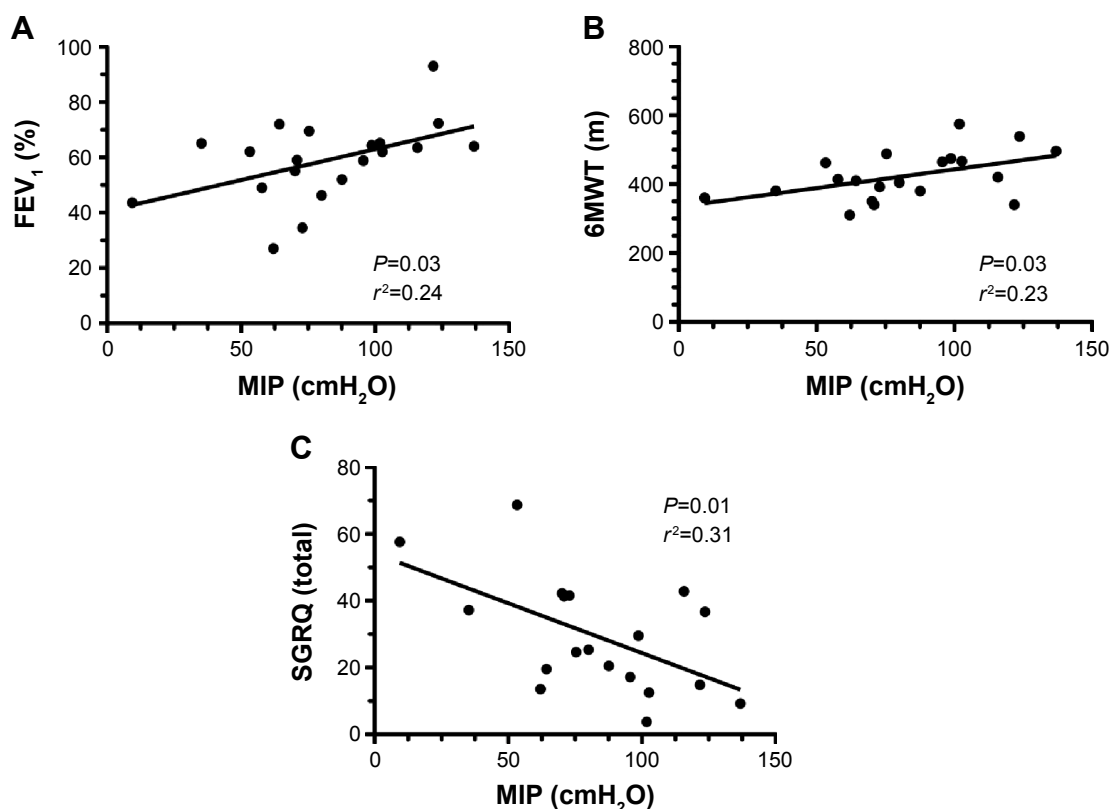 A
FEV₁ (%)
100
80
60
40
20
0
P=0.03
r²=0.24
0 50 100 150
MIP (cmH₂O)
B
6MWT (m)
800
600
400
200
0
P=0.03
r²=0.23
0 50 100 150
MIP (cmH₂O)
C
SGRQ (total)
80
60
40
20
0
P=0.01
r²=0.31
0 50 100 150
MIP (cmH₂O)